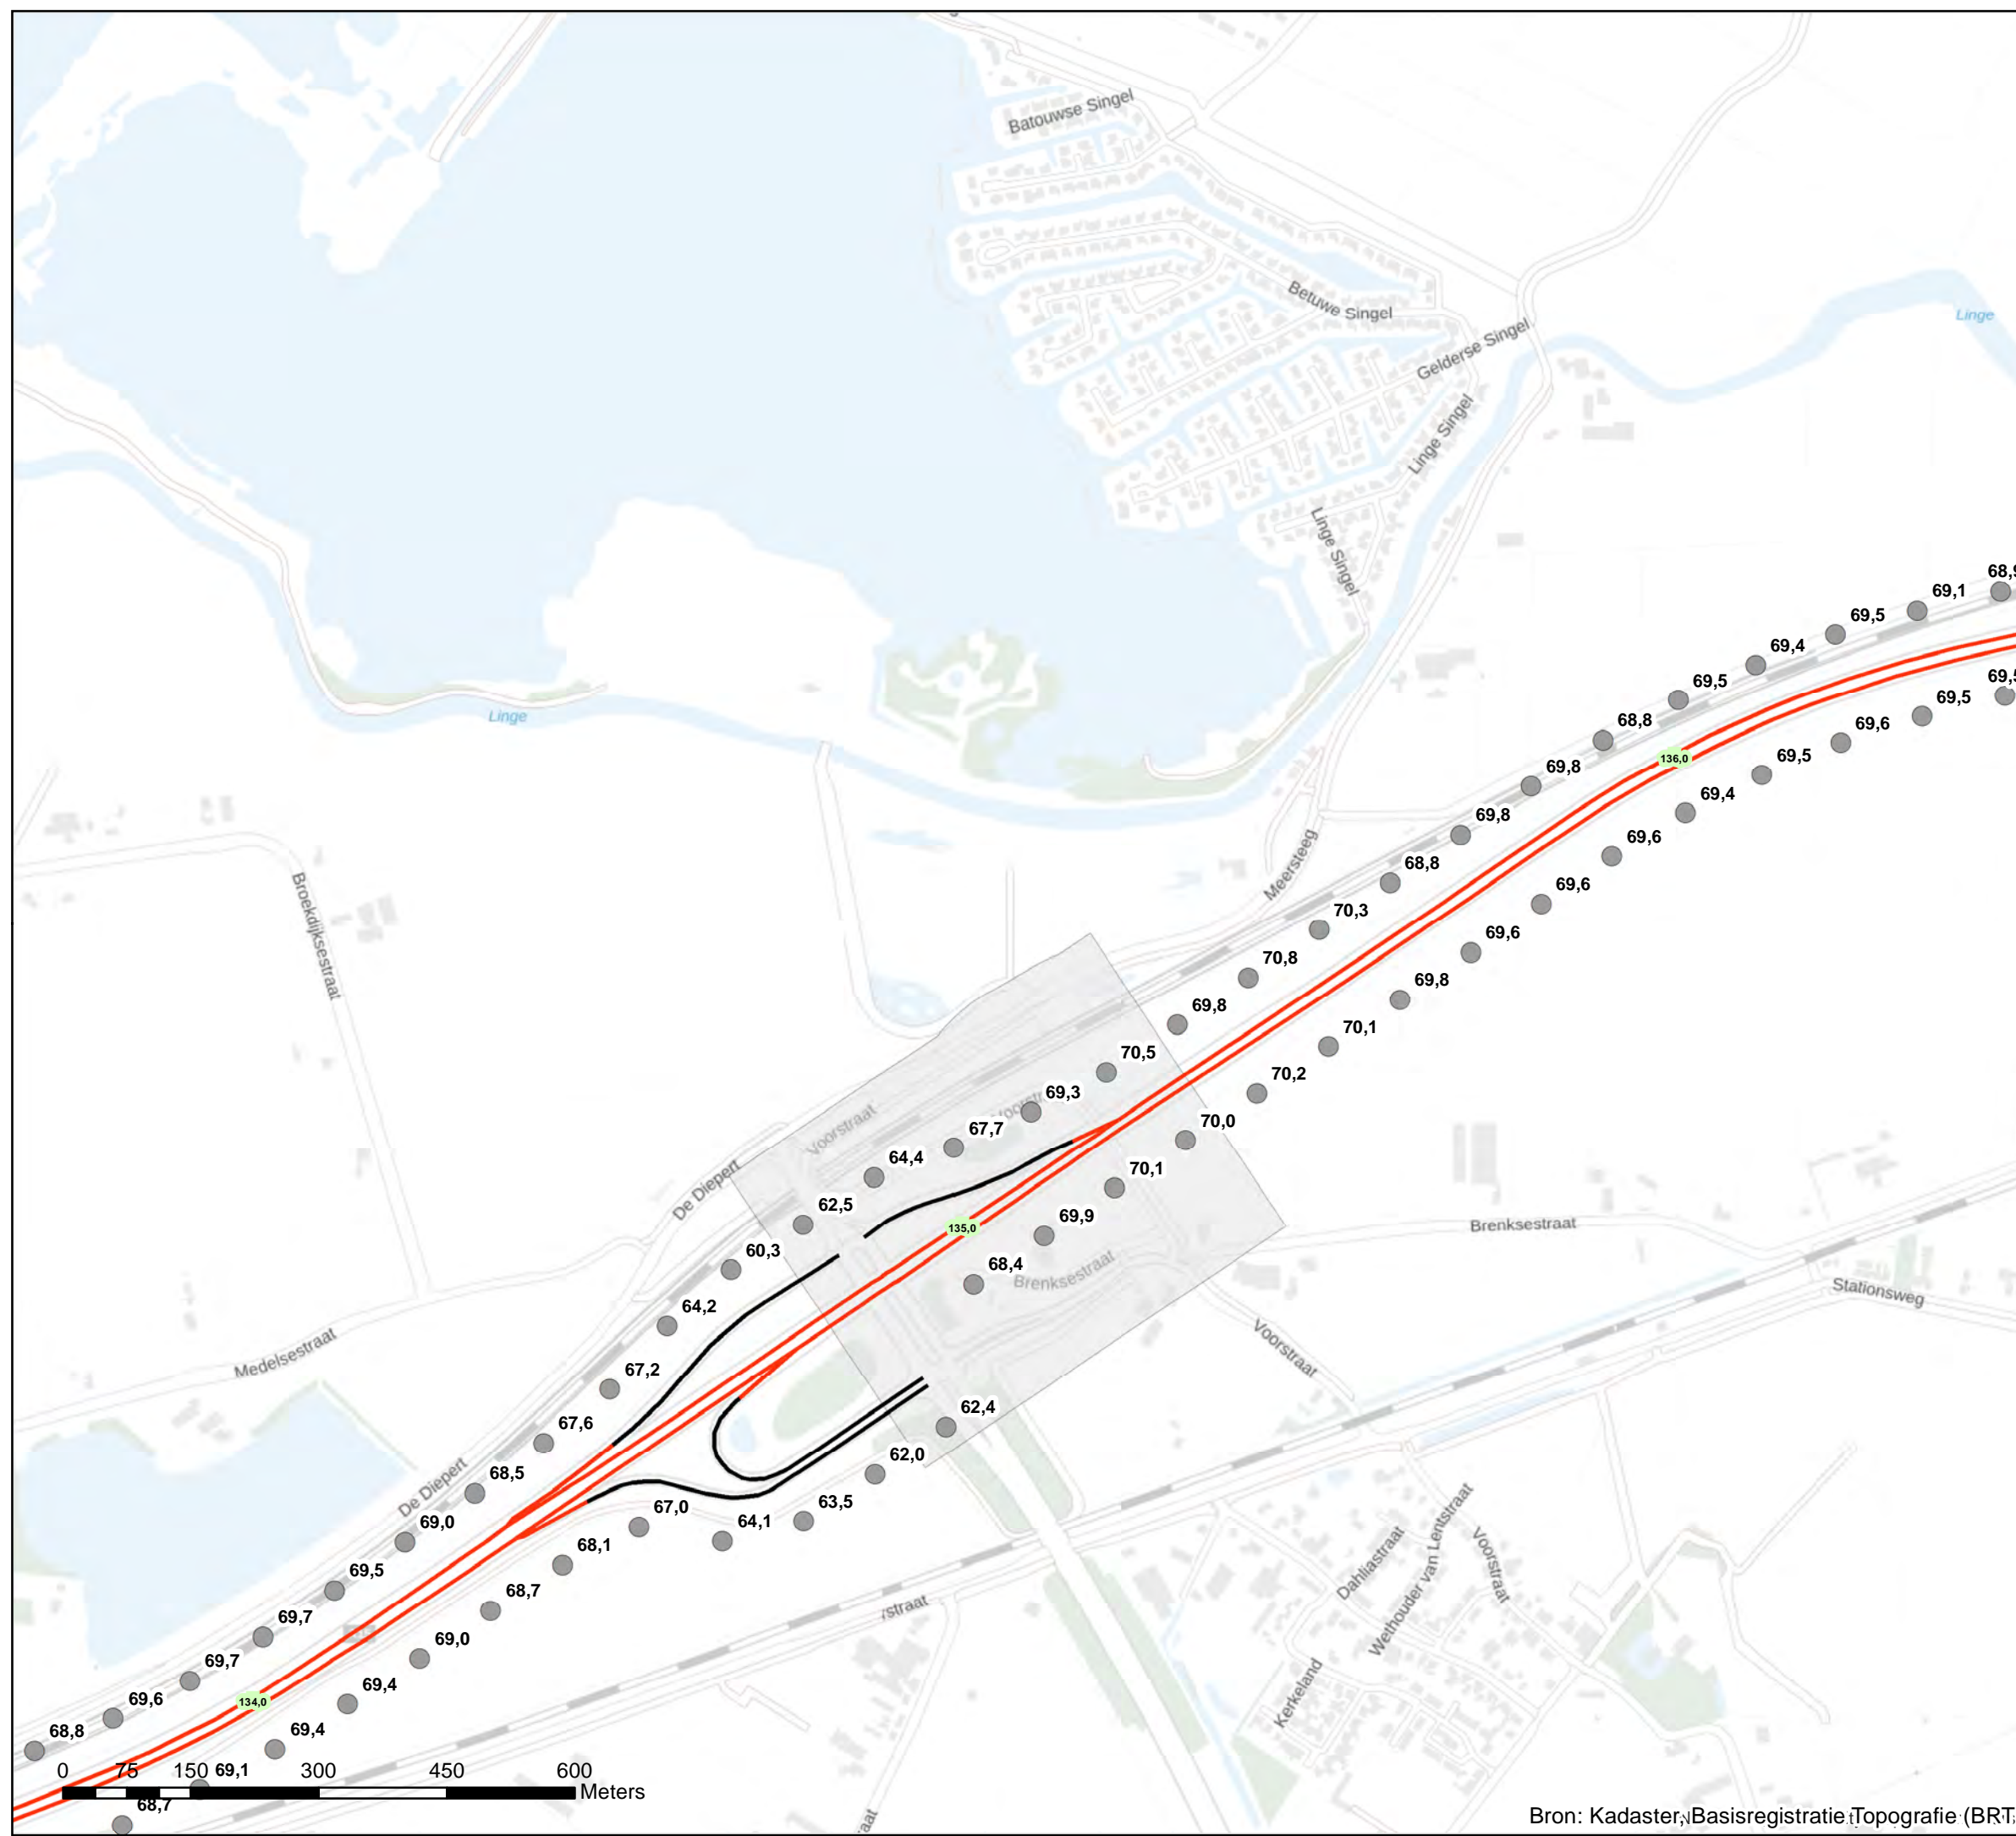 Batouwse Singel
Betuwe Singel
Linge
Gelderse Singel
Linge Singel
Linge Singel
68,9
69,1
69,5
69,4
69,5
69,5
69,5
68,8
69,6
Linge
136,0
69,5
69,8
69,4
69,8
69,6
Meersteeg
68,8
69,6
Broekdijksestraat
70,3
69,6
70,8
69,8
69,8
70,1
70,5
70,2
69,3
Voorstraat
70,0
67,7
64,4
70,1
De Diepert
62,5
135,0
69,9
Brenksestraat
60,3
68,4
Brenksestraat
Stationsweg
64,2
Medelsestraat
Voorstraat
67,2
67,6
62,4
62,0
68,5
De Diepert
63,5
67,0
64,1
69,0
68,1
Dahliastraat
Wethouder van Lentstraat
Voorstraat
69,5
68,7
straat
69,7
69,0
69,7
69,4
Kerkeland
69,6
134,0
68,8
69,4
69,1
0 75 150 300 450 600
Meters
68,7
aat
Bron: Kadaster, Basisregistratie Topografie (BRT